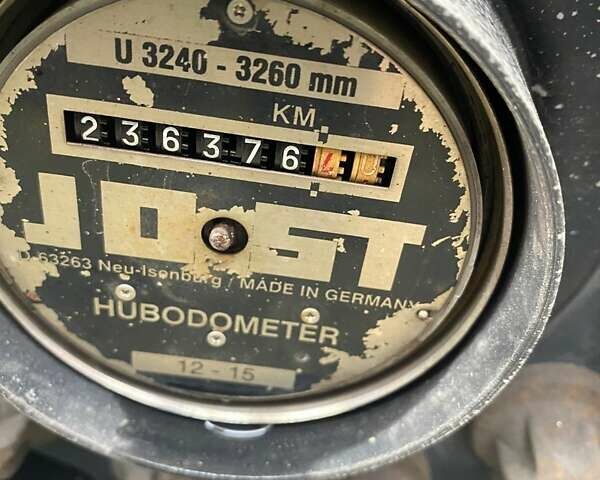 U 3240 - 3260 mm
KM
236376
JOST
D-63263 Neu-Isenburg / MADE IN GERMANY
HUBODOMETER
12 - 15